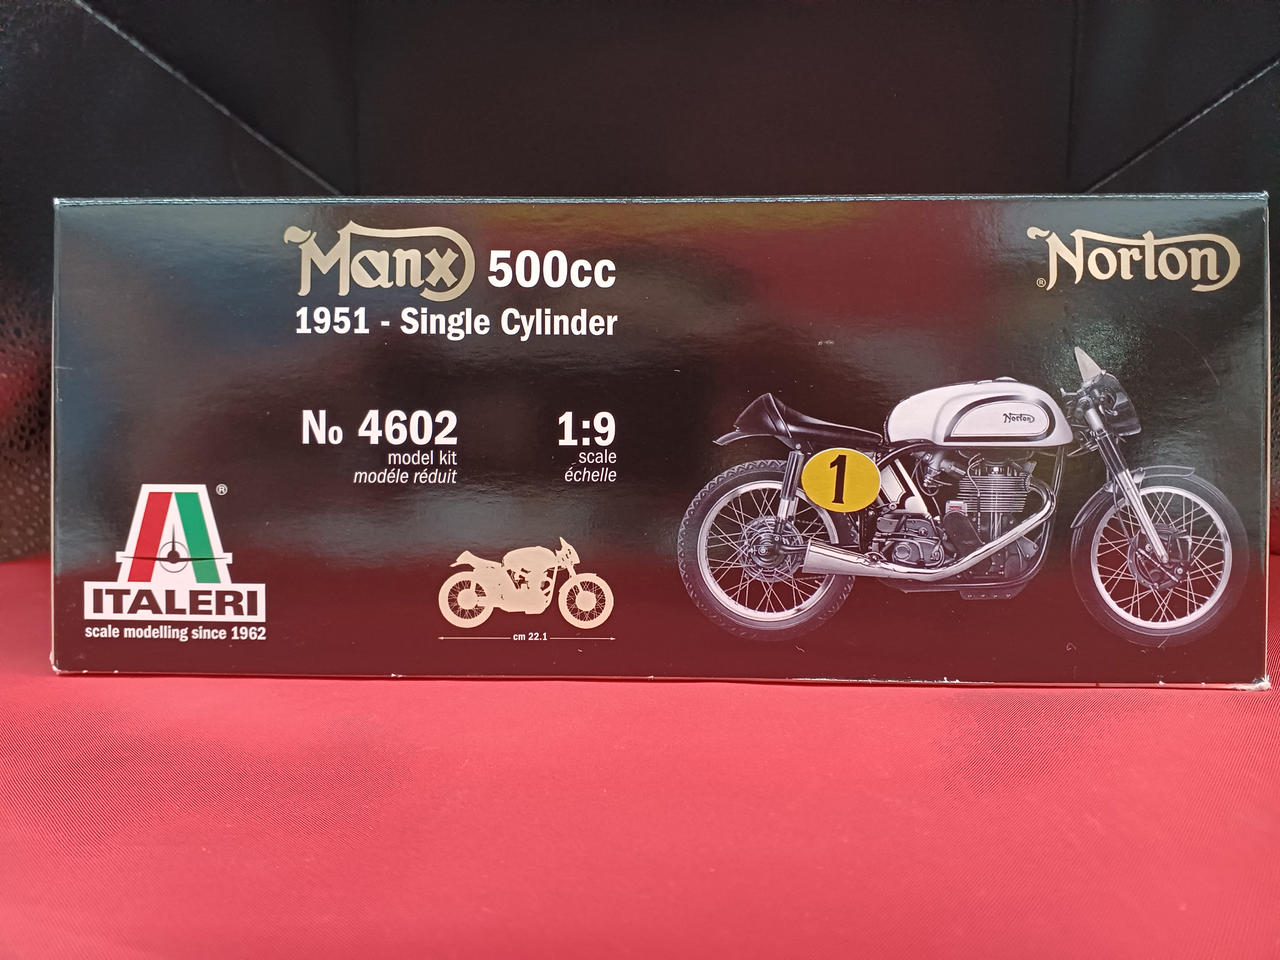 Manx 500cc
1951 - Single Cylinder
® Norton
No 4602
model kit
modéle réduit
1:9
scale
échelle
Norton
1
®
ITALERI
scale modelling since 1962
cm 22.1